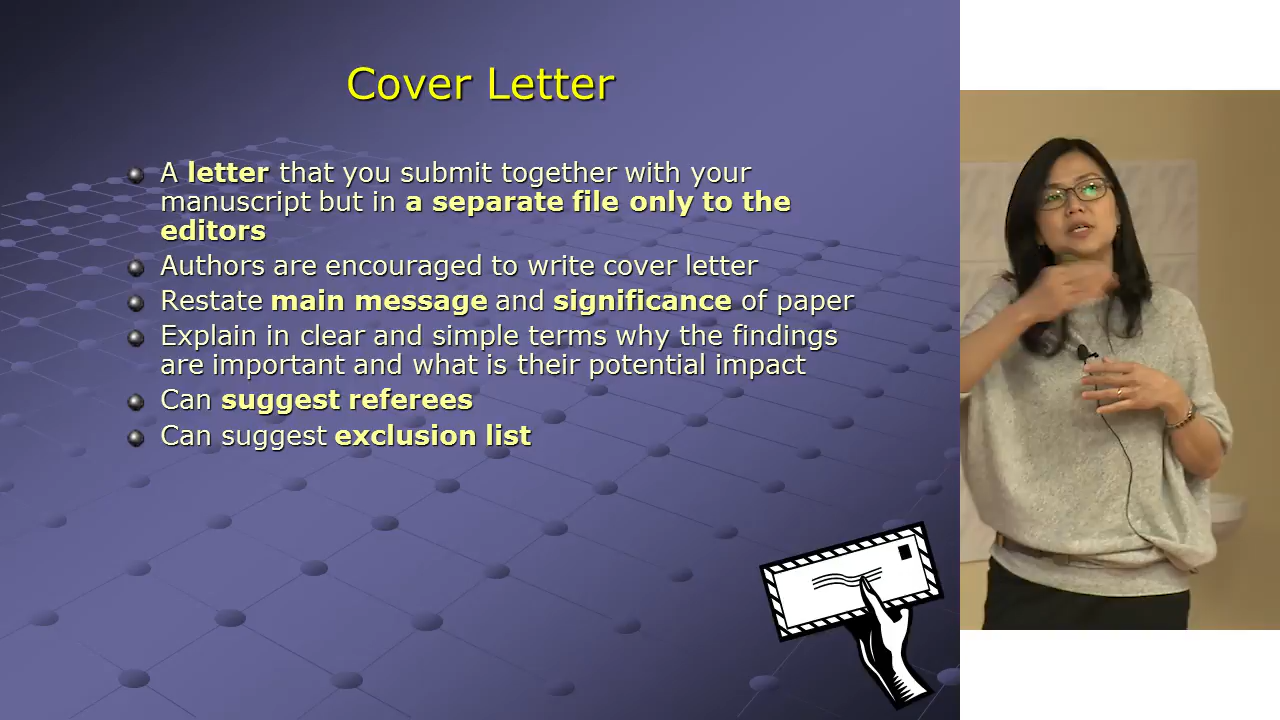 Cover Letter
A letter that you submit together with your
manuscript but in a separate file only to the
editors
Authors are encouraged to write cover letter
Restate main message and significance of paper
Explain in clear and simple terms why the findings
are important and what is their potential impact
Can suggest referees
Can suggest exclusion list